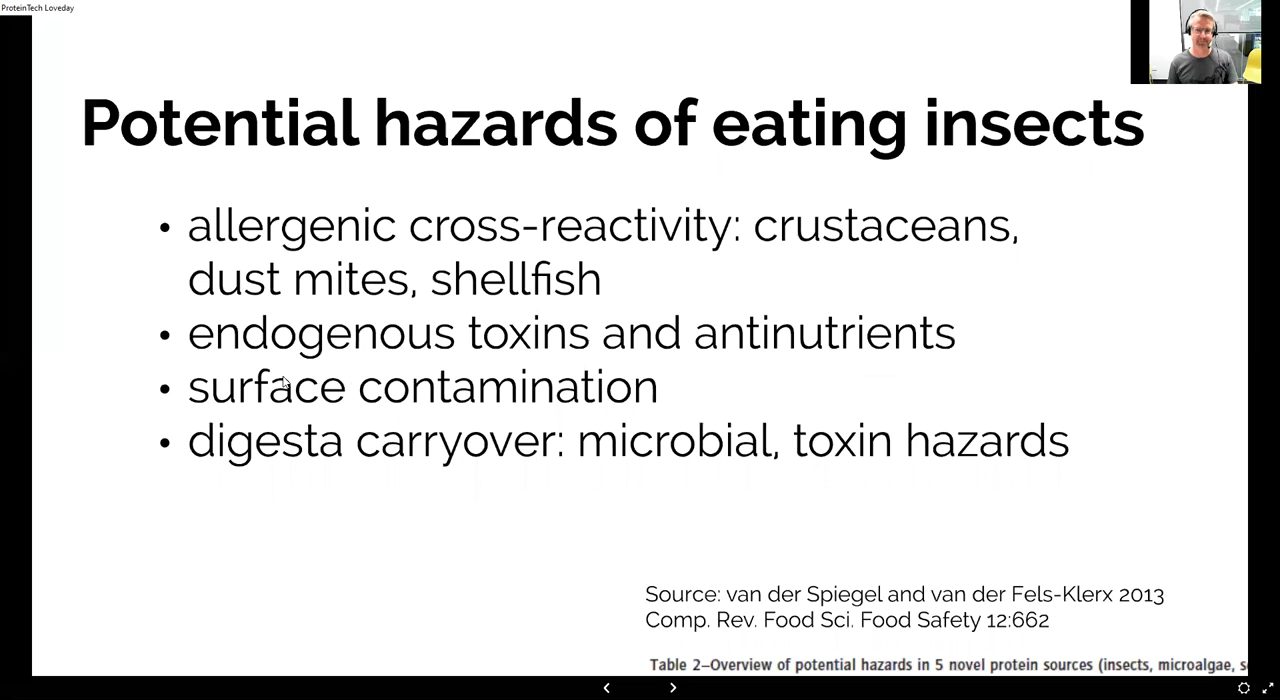 ProteinTech Loveday
Potential hazards of eating insects
• allergenic cross-reactivity: crustaceans,
dust mites, shellfish
• endogenous toxins and antinutrients
• surface contamination
• digesta carryover: microbial, toxin hazards
Source: van der Spiegel and van der Fels-Klerx 2013
Comp. Rev. Food Sci. Food Safety 12:662
Table 2–Overview of potential hazards in 5 novel protein sources (insects, microalgae,